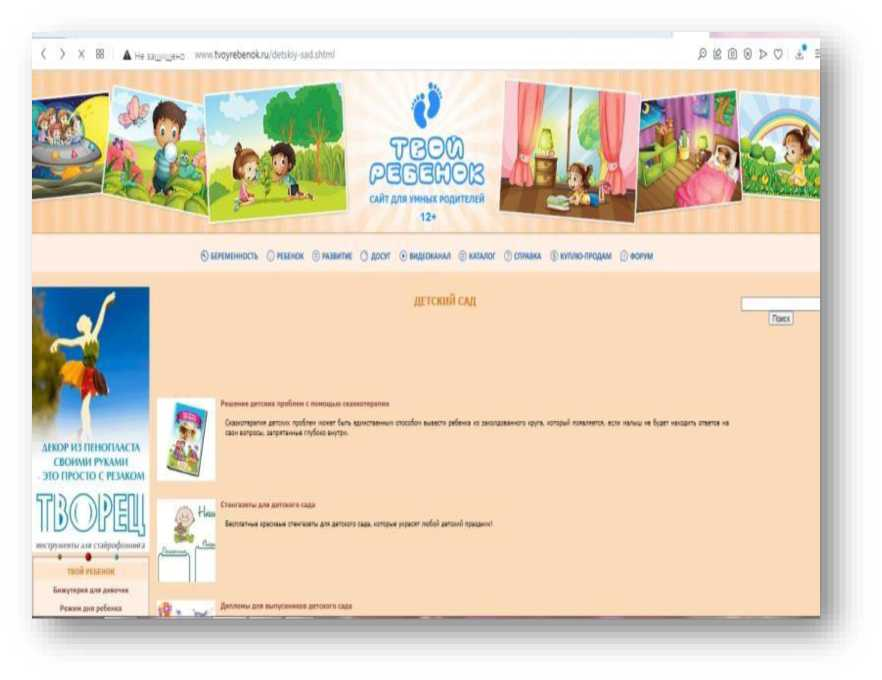 Не защищено www.tvoyrebenok.ru/detskiy-sad.shtml
ТВОЙ
РЕБЕНОК
САЙТ ДЛЯ УМНЫХ РОДИТЕЛЕЙ
12+
БЕРЕМЕННОСТЬ РЕБЕНОК РАЗВИТИЕ ДОСУГ ВИДЕОКАНАЛ КАТАЛОГ СПРАВКА КУПЛЮ-ПРОДАМ ФОРУМ
ДЕТСКИЙ САД
Поиск
Решение детских проблем с помощью сказкотерапии
Сказкотерапия детских проблем может быть единственным способом вывести ребенка из заколдованного круга, который появляется, если малыш не будет находить ответов на
свои вопросы, запрятанные глубоко внутри.
ДЕКОР ИЗ ПЕНОПЛАСТА
СВОИМИ РУКАМИ
- ЭТО ПРОСТО С РЕЗАКОМ
ТВОРЕЦ
инструменты для стайрофоминга
Стенгазеты для детского сада
Бесплатные красивые стенгазеты для детского сада, которые украсят любой детский праздник!
Наш
ТВОЙ РЕБЕНОК
Бижутерия для девочек
Режим дня ребенка
Дипломы для выпускников детского сада